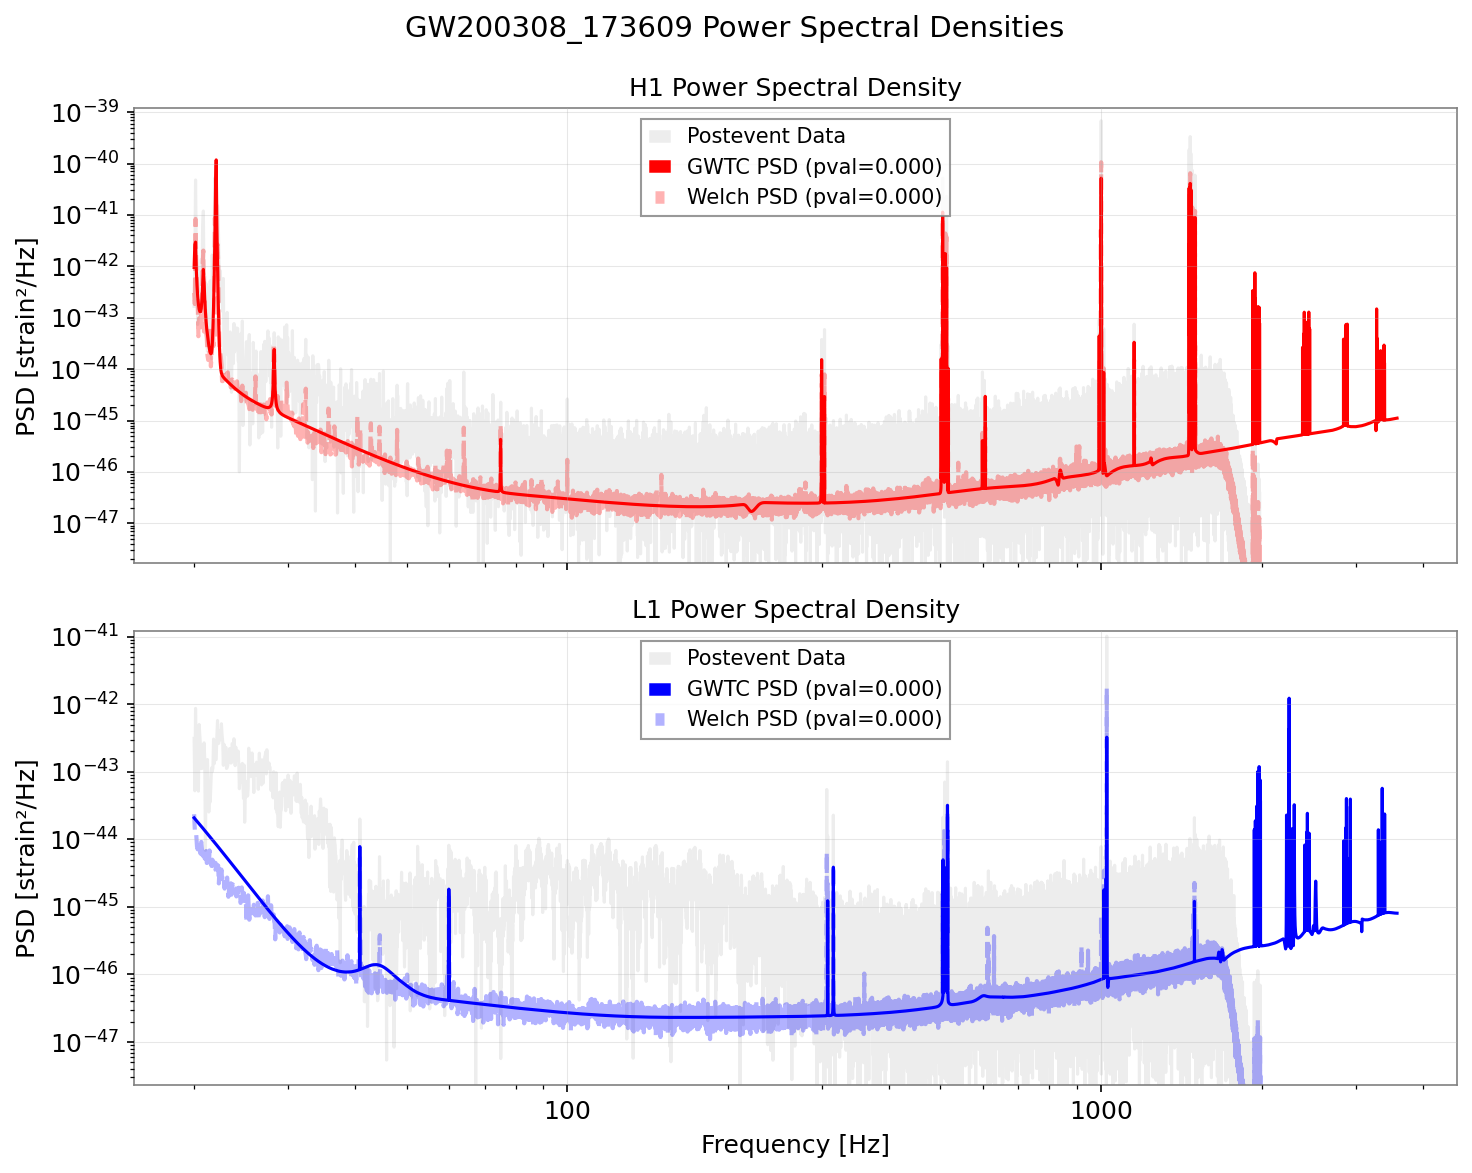 GW200308_173609 Power Spectral Densities
H1 Power Spectral Density
PSD [strain²/Hz]
10⁻³⁹
10⁻⁴⁰
10⁻⁴¹
10⁻⁴²
10⁻⁴³
10⁻⁴⁴
10⁻⁴⁵
10⁻⁴⁶
10⁻⁴⁷
Postevent Data
GWTC PSD (pval=0.000)
Welch PSD (pval=0.000)
L1 Power Spectral Density
PSD [strain²/Hz]
10⁻⁴¹
10⁻⁴²
10⁻⁴³
10⁻⁴⁴
10⁻⁴⁵
10⁻⁴⁶
10⁻⁴⁷
Postevent Data
GWTC PSD (pval=0.000)
Welch PSD (pval=0.000)
100
1000
Frequency [Hz]